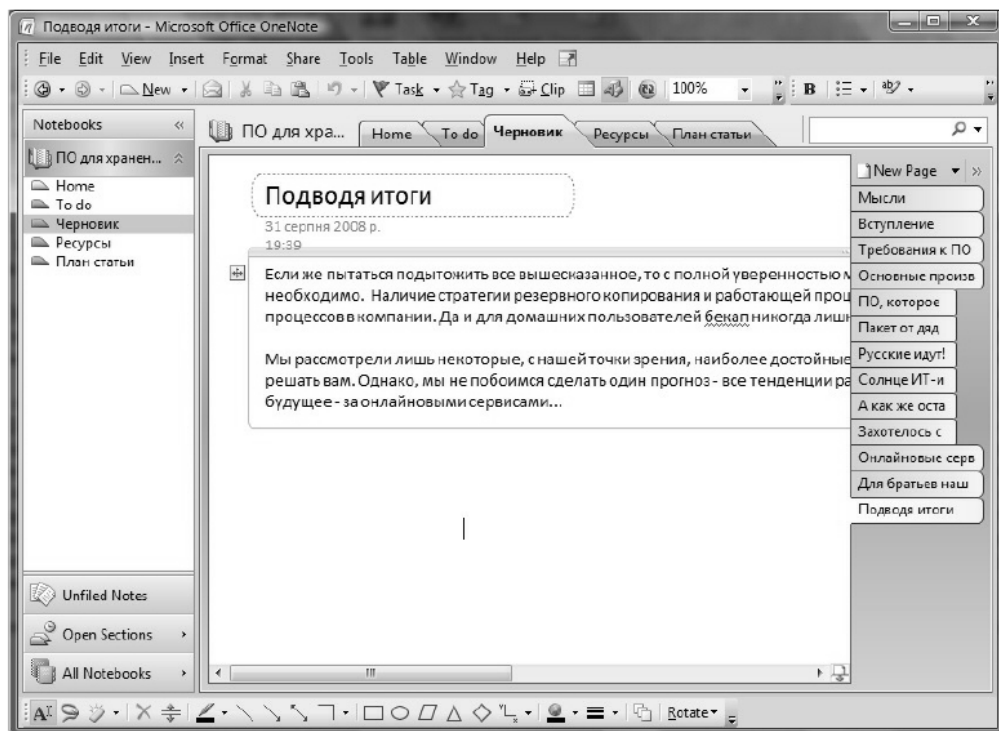 Подводя итоги - Microsoft Office OneNote
File Edit View Insert Format Share Tools Table Window Help
New Task Tag Clip 100% B
Notebooks
ПО для хранен...
Home
To do
Черновик
Ресурсы
План статьи
Unfiled Notes
Open Sections
All Notebooks
ПО для хра... Home To do Черновик Ресурсы План статьи
Подводя итоги
31 серпня 2008 р.
19:39
Если же пытаться подытожить все вышесказанное, то с полной уверенностью м
необходимо. Наличие стратегии резервного копирования и работающей проц
процессов в компании. Да и для домашних пользователей бекап никогда лиш
Мы рассмотрели лишь некоторые, с нашей точки зрения, наиболее достойные
решать вам. Однако, мы не побоимся сделать один прогноз - все тенденции ра
будущее - за онлайновыми сервисами...
New Page
Мысли
Вступление
Требования к ПО
Основные произв
ПО, которое
Пакет от дяд
Русские идут!
Солнце ИТ-и
А как же оста
Захотелось с
Онлайновые серв
Для братьев наш
Подводя итоги
Rotate